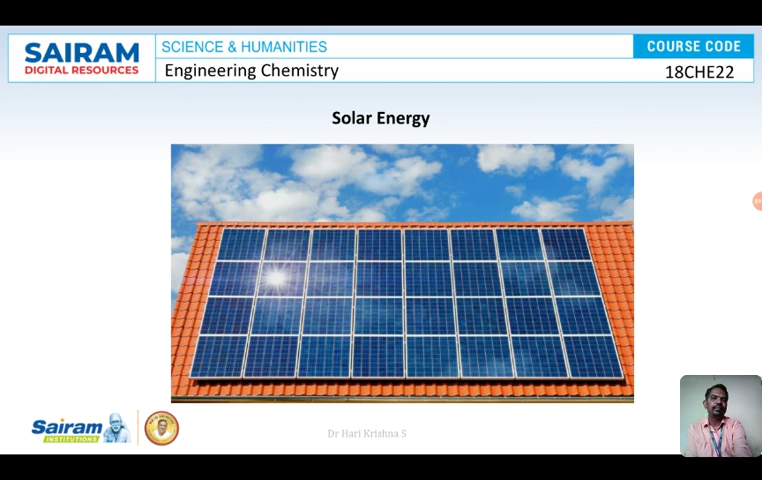 SAIRAM
DIGITAL RESOURCES
SCIENCE & HUMANITIES
COURSE CODE
Engineering Chemistry
18CHE22
Solar Energy
Sairam
INSTITUTIONS
Dr Hari Krishna S